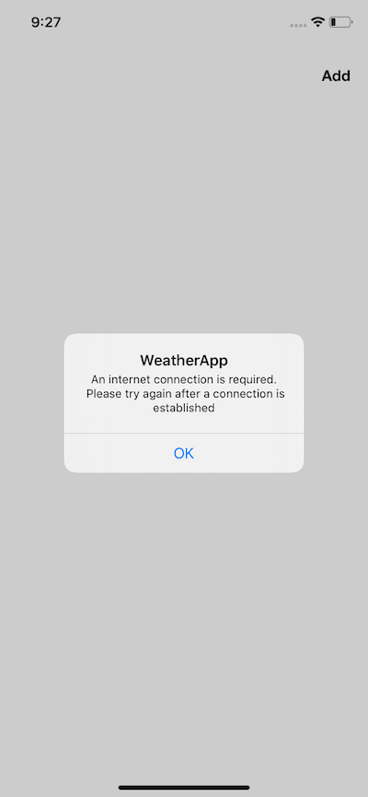 9:27
Add
WeatherApp
An internet connection is required.
Please try again after a connection is
established
OK